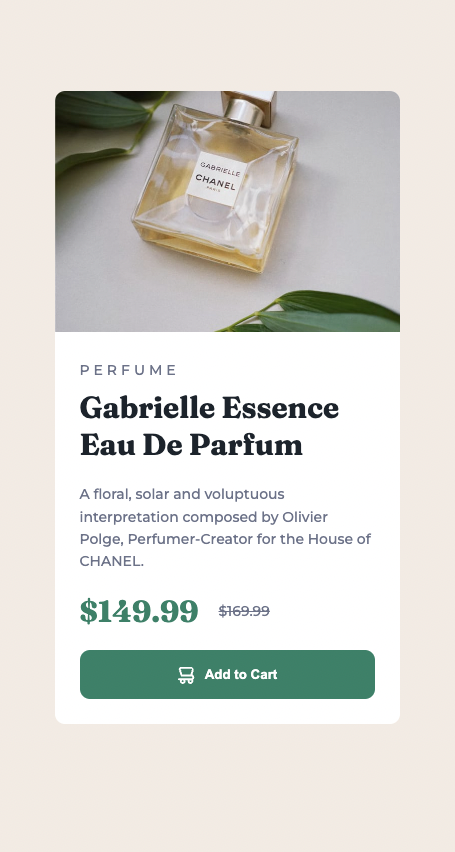 GABRIELLE
CHANEL
PARIS
PERFUME
Gabrielle Essence
Eau De Parfum
A floral, solar and voluptuous
interpretation composed by Olivier
Polge, Perfumer-Creator for the House of
CHANEL.
$149.99 $169.99
Add to Cart